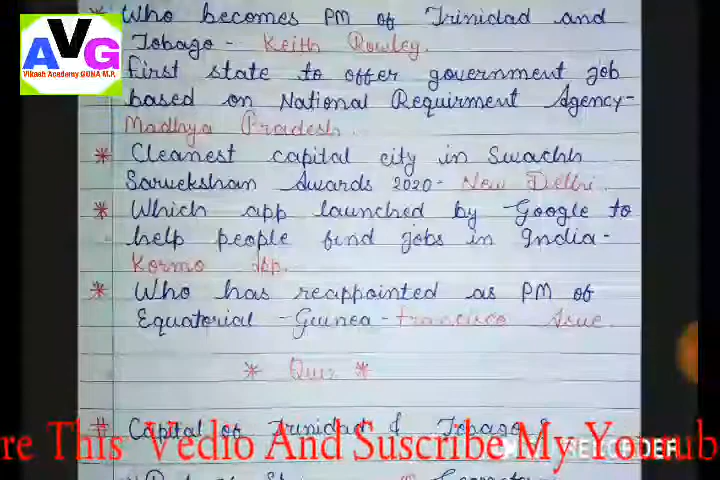 AVG
Vikash Academy GUNA M.P.
* Who becomes PM of Trinidad and
Tobago - Keith Rowley.
First state to offer government job
based on National Requirment Agency-
Madhya Pradesh.
* Cleanest capital city in Swachh
Sarvekshan Awards 2020 - New Delhi.
* Which app launched by Google to
help people find jobs in India -
Kormo App.
* Who has reappointed as PM of
Equatorial - Guinea - Francisco Asue
* Quiz *
# Capital of Trinidad & Tobago
re This Vedio And Suscribe My Youtub